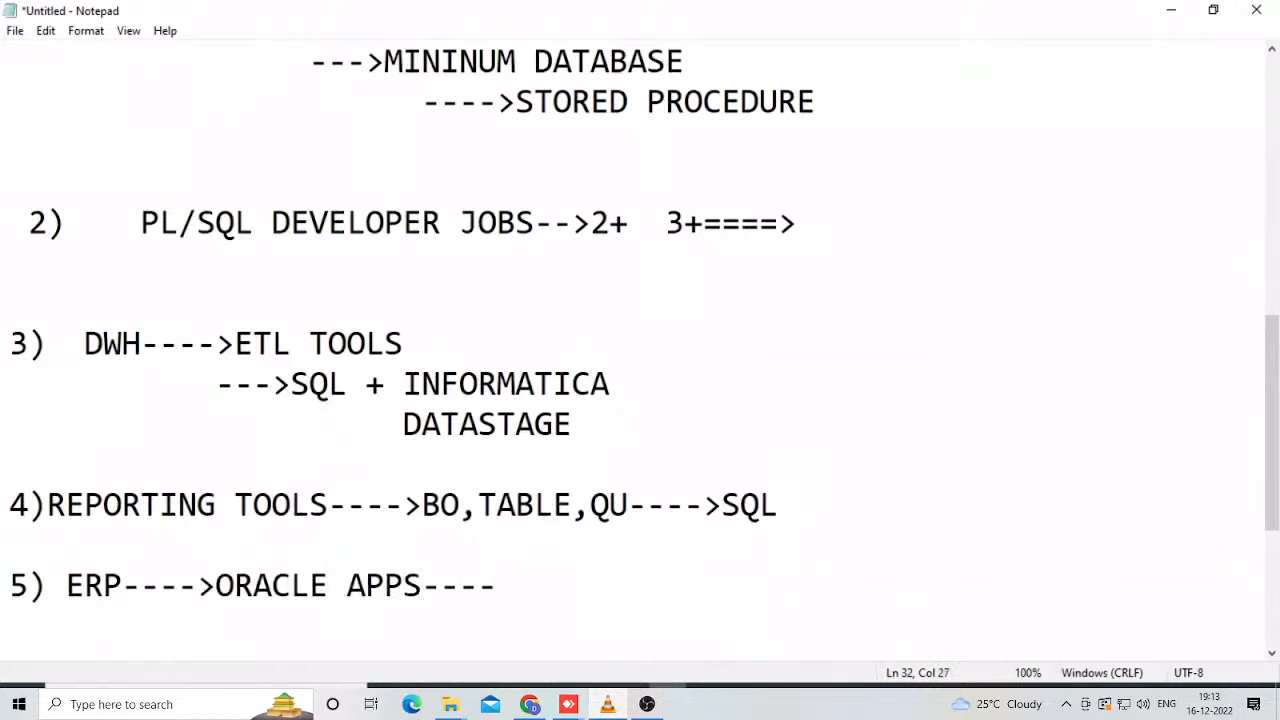 *Untitled - Notepad
File Edit Format View Help
--->MININUM DATABASE
---->STORED PROCEDURE
2) PL/SQL DEVELOPER JOBS-->2+ 3+====>
3) DWH---->ETL TOOLS
--->SQL + INFORMATICA
DATASTAGE
4)REPORTING TOOLS---->BO,TABLE,QU---->SQL
5) ERP---->ORACLE APPS----
Ln 32, Col 27 100% Windows (CRLF) UTF-8
Type here to search
25°C Cloudy ENG 19:13
16-12-2022